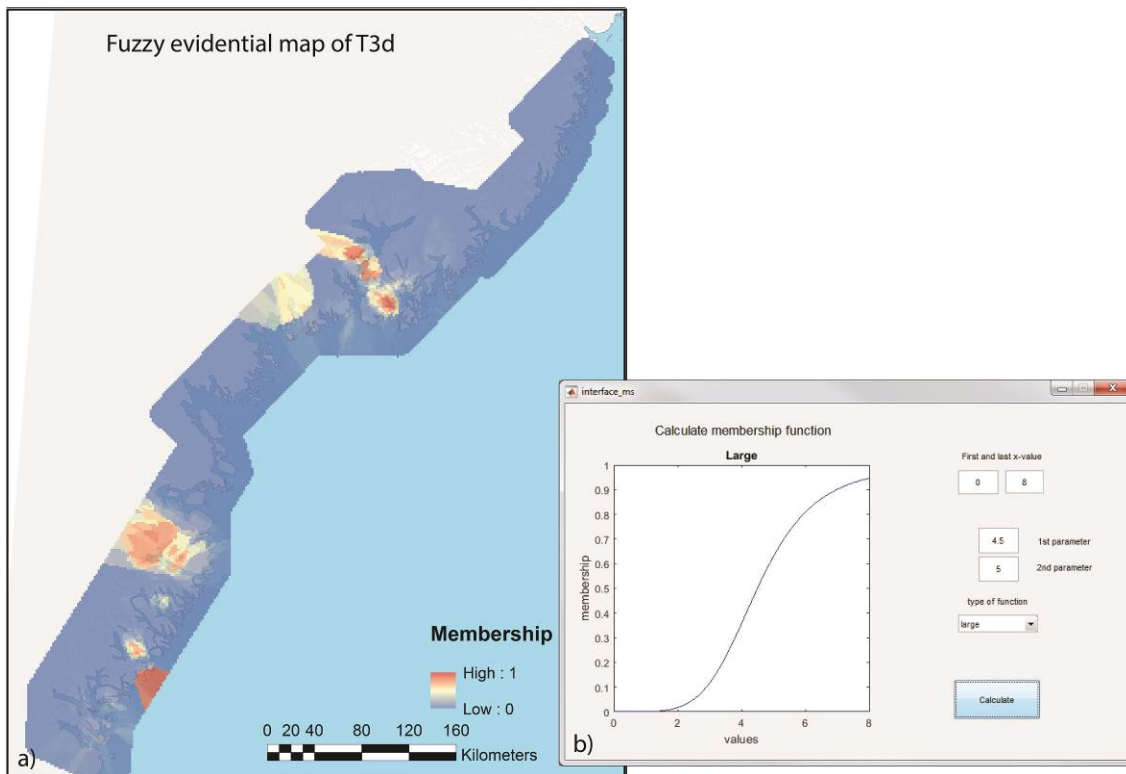 Fuzzy evidential map of T3d
Membership
High : 1
Low : 0
0 20 40 80 120 160
Kilometers
a)
interface_ms
Calculate membership function
Large
1
0.9
0.8
0.7
0.6
0.5
0.4
0.3
0.2
0.1
0
membership
0 2 4 6 8
values
First and last x-value
0 8
4.5 1st parameter
5 2nd parameter
type of function
large
Calculate
b)